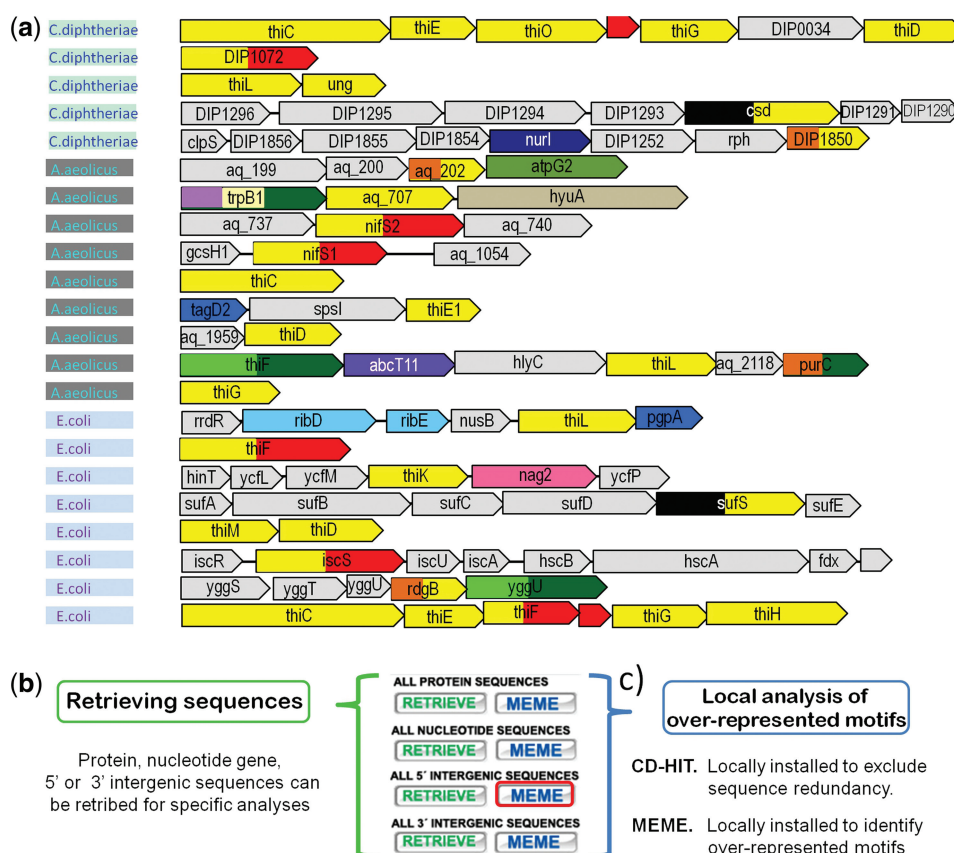 (a)
C.diphtheriae thiC thiE thiO thiG DIP0034 thiD
C.diphtheriae DIP1072
C.diphtheriae thiL ung
C.diphtheriae DIP1296 DIP1295 DIP1294 DIP1293 csd DIP1291 DIP1290
C.diphtheriae clpS DIP1856 DIP1855 DIP1854 nurI DIP1252 rph DIP1850
A.aeolicus aq_199 aq_200 aq_202 atpG2
A.aeolicus trpB1 aq_707 hyuA
A.aeolicus aq_737 nifS2 aq_740
A.aeolicus gcsH1 nifS1 aq_1054
A.aeolicus thiC
A.aeolicus tagD2 spsI thiE1
A.aeolicus aq_1959 thiD
A.aeolicus thiF abcT11 hlyC thiL aq_2118 purC
A.aeolicus thiG
E.coli rrdR ribD ribE nusB thiL pgpA
E.coli thiF
E.coli hinT ycfL ycfM thiK nag2 ycfP
E.coli sufA sufB sufC sufD sufS sufE
E.coli thiM thiD
E.coli iscR iscS iscU iscA hscB hscA fdx
E.coli yggS yggT yggU rdgB yggU
E.coli thiC thiE thiF thiG thiH
(b)
Retrieving sequences
Protein, nucleotide gene,
5' or 3' intergenic sequences can
be retribed for specific analyses
ALL PROTEIN SEQUENCES
RETRIEVE MEME
ALL NUCLEOTIDE SEQUENCES
RETRIEVE MEME
ALL 5´ INTERGENIC SEQUENCES
RETRIEVE MEME
ALL 3´ INTERGENIC SEQUENCES
RETRIEVE MEME
c)
Local analysis of
over-represented motifs
CD-HIT. Locally installed to exclude
sequence redundancy.
MEME. Locally installed to identify
over-represented motifs